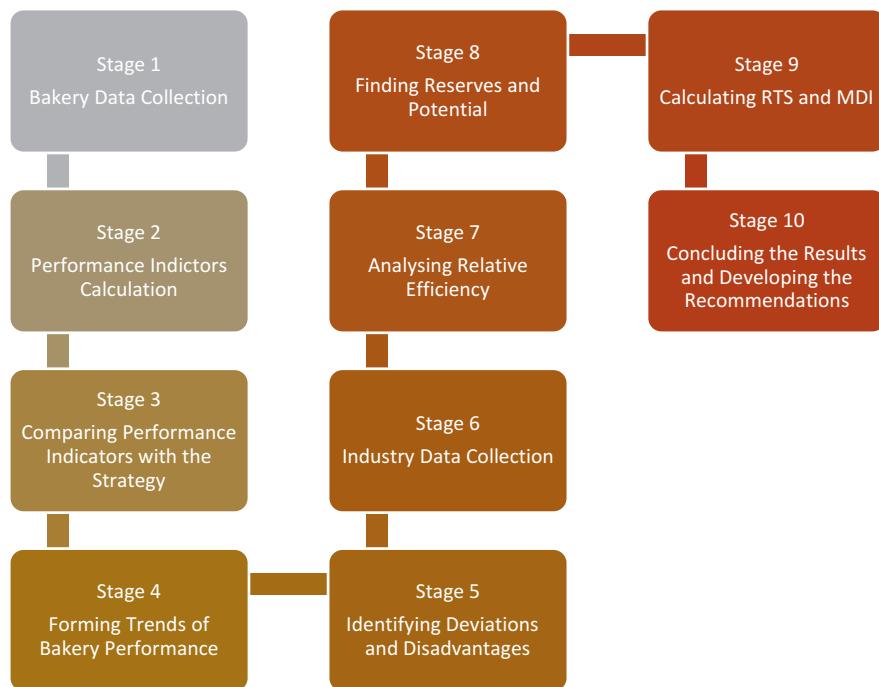 Stage 1
Bakery Data Collection
Stage 2
Performance Indictors
Calculation
Stage 3
Comparing Performance
Indicators with the
Strategy
Stage 4
Forming Trends of
Bakery Performance
Stage 5
Identifying Deviations
and Disadvantages
Stage 6
Industry Data Collection
Stage 7
Analysing Relative
Efficiency
Stage 8
Finding Reserves and
Potential
Stage 9
Calculating RTS and MDI
Stage 10
Concluding the Results
and Developing the
Recommendations